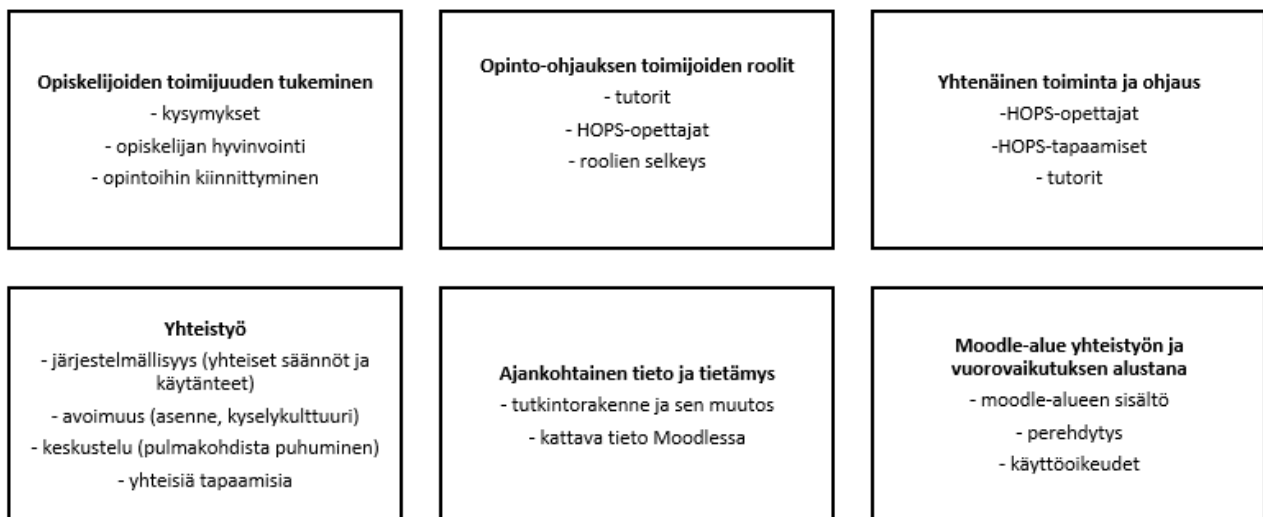 Opiskelijoiden toimijuuden tukeminen
- kysymykset
- opiskelijan hyvinvointi
- opintoihin kiinnittyminen
Opinto-ohjauksen toimijoiden roolit
- tutorit
- HOPS-opettajat
- roolien selkeys
Yhtenäinen toiminta ja ohjaus
-HOPS-opettajat
-HOPS-tapaamiset
- tutorit
Yhteistyö
- järjestelmällisyys (yhteiset säännöt ja
käytänteet)
- avoimuus (asenne, kyselykulttuuri)
- keskustelu (pulmakohdista puhuminen)
- yhteisiä tapaamisia
Ajankohtainen tieto ja tietämys
- tutkintorakenne ja sen muutos
- kattava tieto Moodlessa
Moodle-alue yhteistyön ja
vuorovaikutuksen alustana
- moodle-alueen sisältö
- perehdytys
- käyttöoikeudet